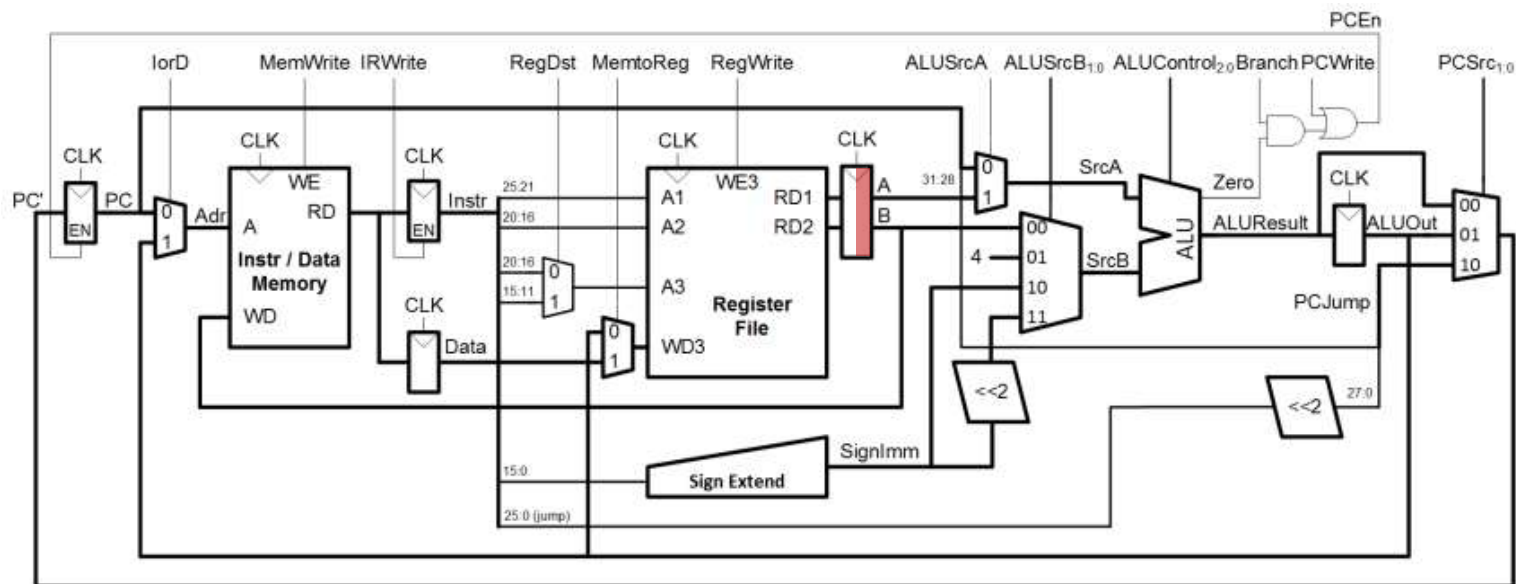 PCEn
IorD MemWrite IRWrite RegDst MemtoReg RegWrite ALUSrcA ALUSrcB1:0 ALUControl2:0 Branch PCWrite PCSrc1:0
CLK CLK CLK CLK CLK CLK
PC' PC EN
0 1 Adr
WE
A RD
Instr / Data
Memory
WD
EN
Instr
CLK
Data
25:21
20:16
20:16
15:11
0 1
0 1
A1 WE3 RD1
A2 RD2
A3
Register
File
WD3
A
B
31:28
0 1
SrcA
00
4 01
10
11
SrcB
ALU
Zero
ALUResult
CLK
ALUOut
00
01
10
PCJump
<<2
<<2
27:0
SignImm
15:0
Sign Extend
25:0 (jump)